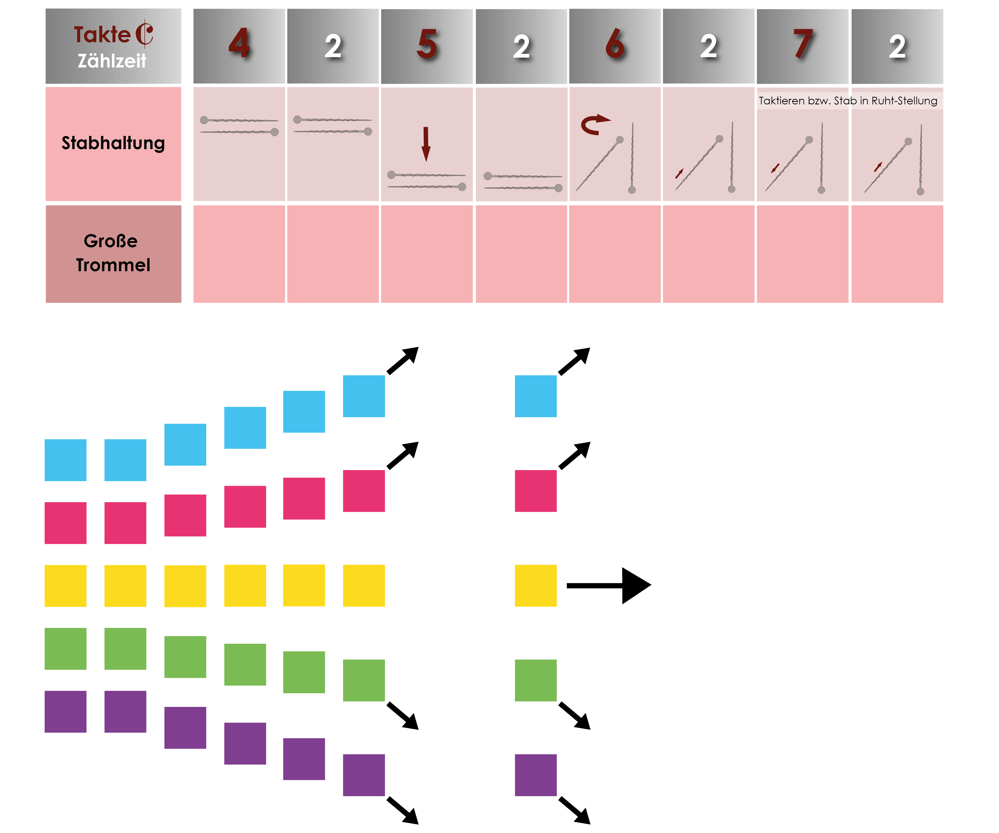 Takte ¢
Zählzeit
4 2 5 2 6 2 7 2
Taktieren bzw. Stab in Ruht-Stellung
Stabhaltung
Große
Trommel